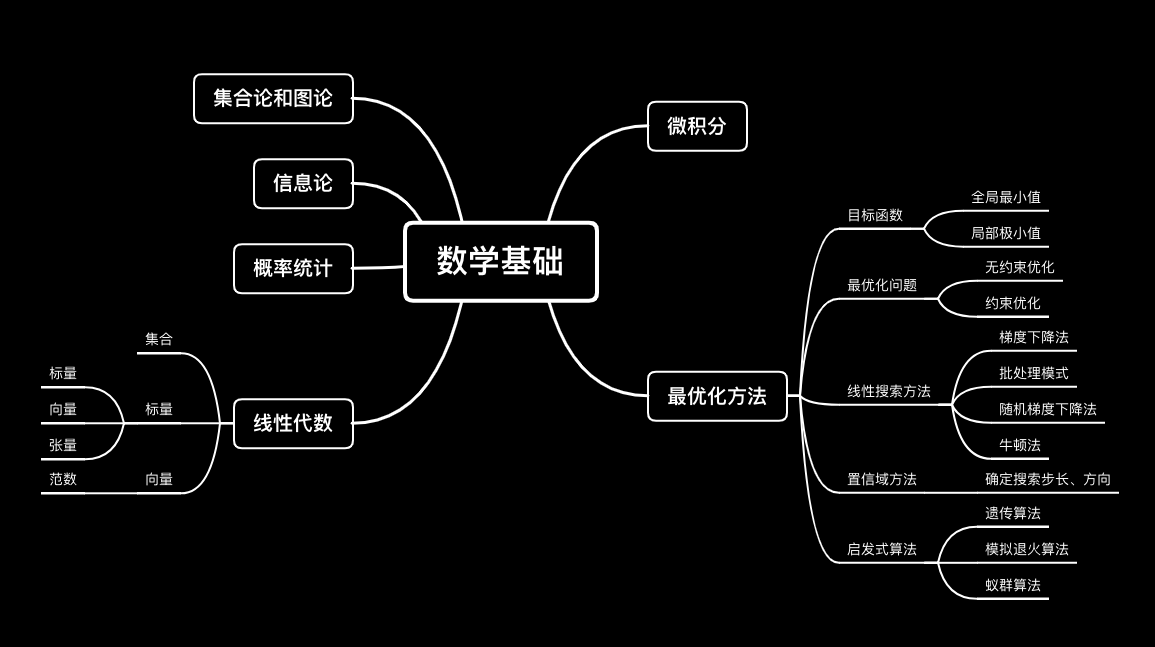 数学基础
集合论和图论
信息论
概率统计
线性代数
集合
标量
标量
向量
张量
向量
范数
微积分
最优化方法
目标函数
全局最小值
局部极小值
最优化问题
无约束优化
约束优化
线性搜索方法
梯度下降法
批处理模式
随机梯度下降法
牛顿法
置信域方法
确定搜索步长、方向
启发式算法
遗传算法
模拟退火算法
蚁群算法